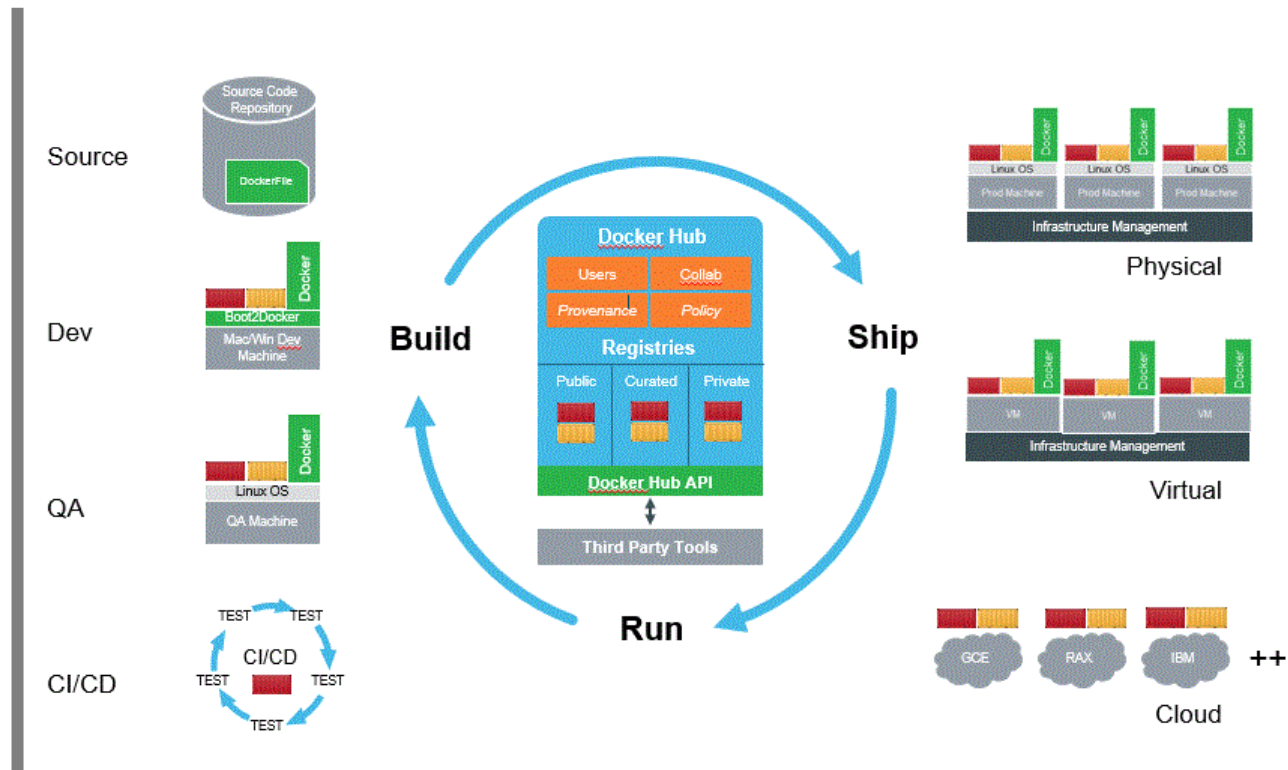 Source
Source Code
Repository
DockerFile
Dev
Docker
Boot2Docker
Mac/Win Dev
Machine
QA
Docker
Linux OS
QA Machine
CI/CD
TEST
TEST
TEST
TEST
TEST
CI/CD
Build
Ship
Run
Docker Hub
Users
Collab
Provenance
Policy
Registries
Public
Curated
Private
Docker Hub API
Third Party Tools
Docker
Docker
Docker
Linux OS
Linux OS
Linux OS
Prod Machine
Prod Machine
Prod Machine
Infrastructure Management
Physical
Docker
Docker
Docker
VM
VM
VM
Infrastructure Management
Virtual
GCE
RAX
IBM
++
Cloud